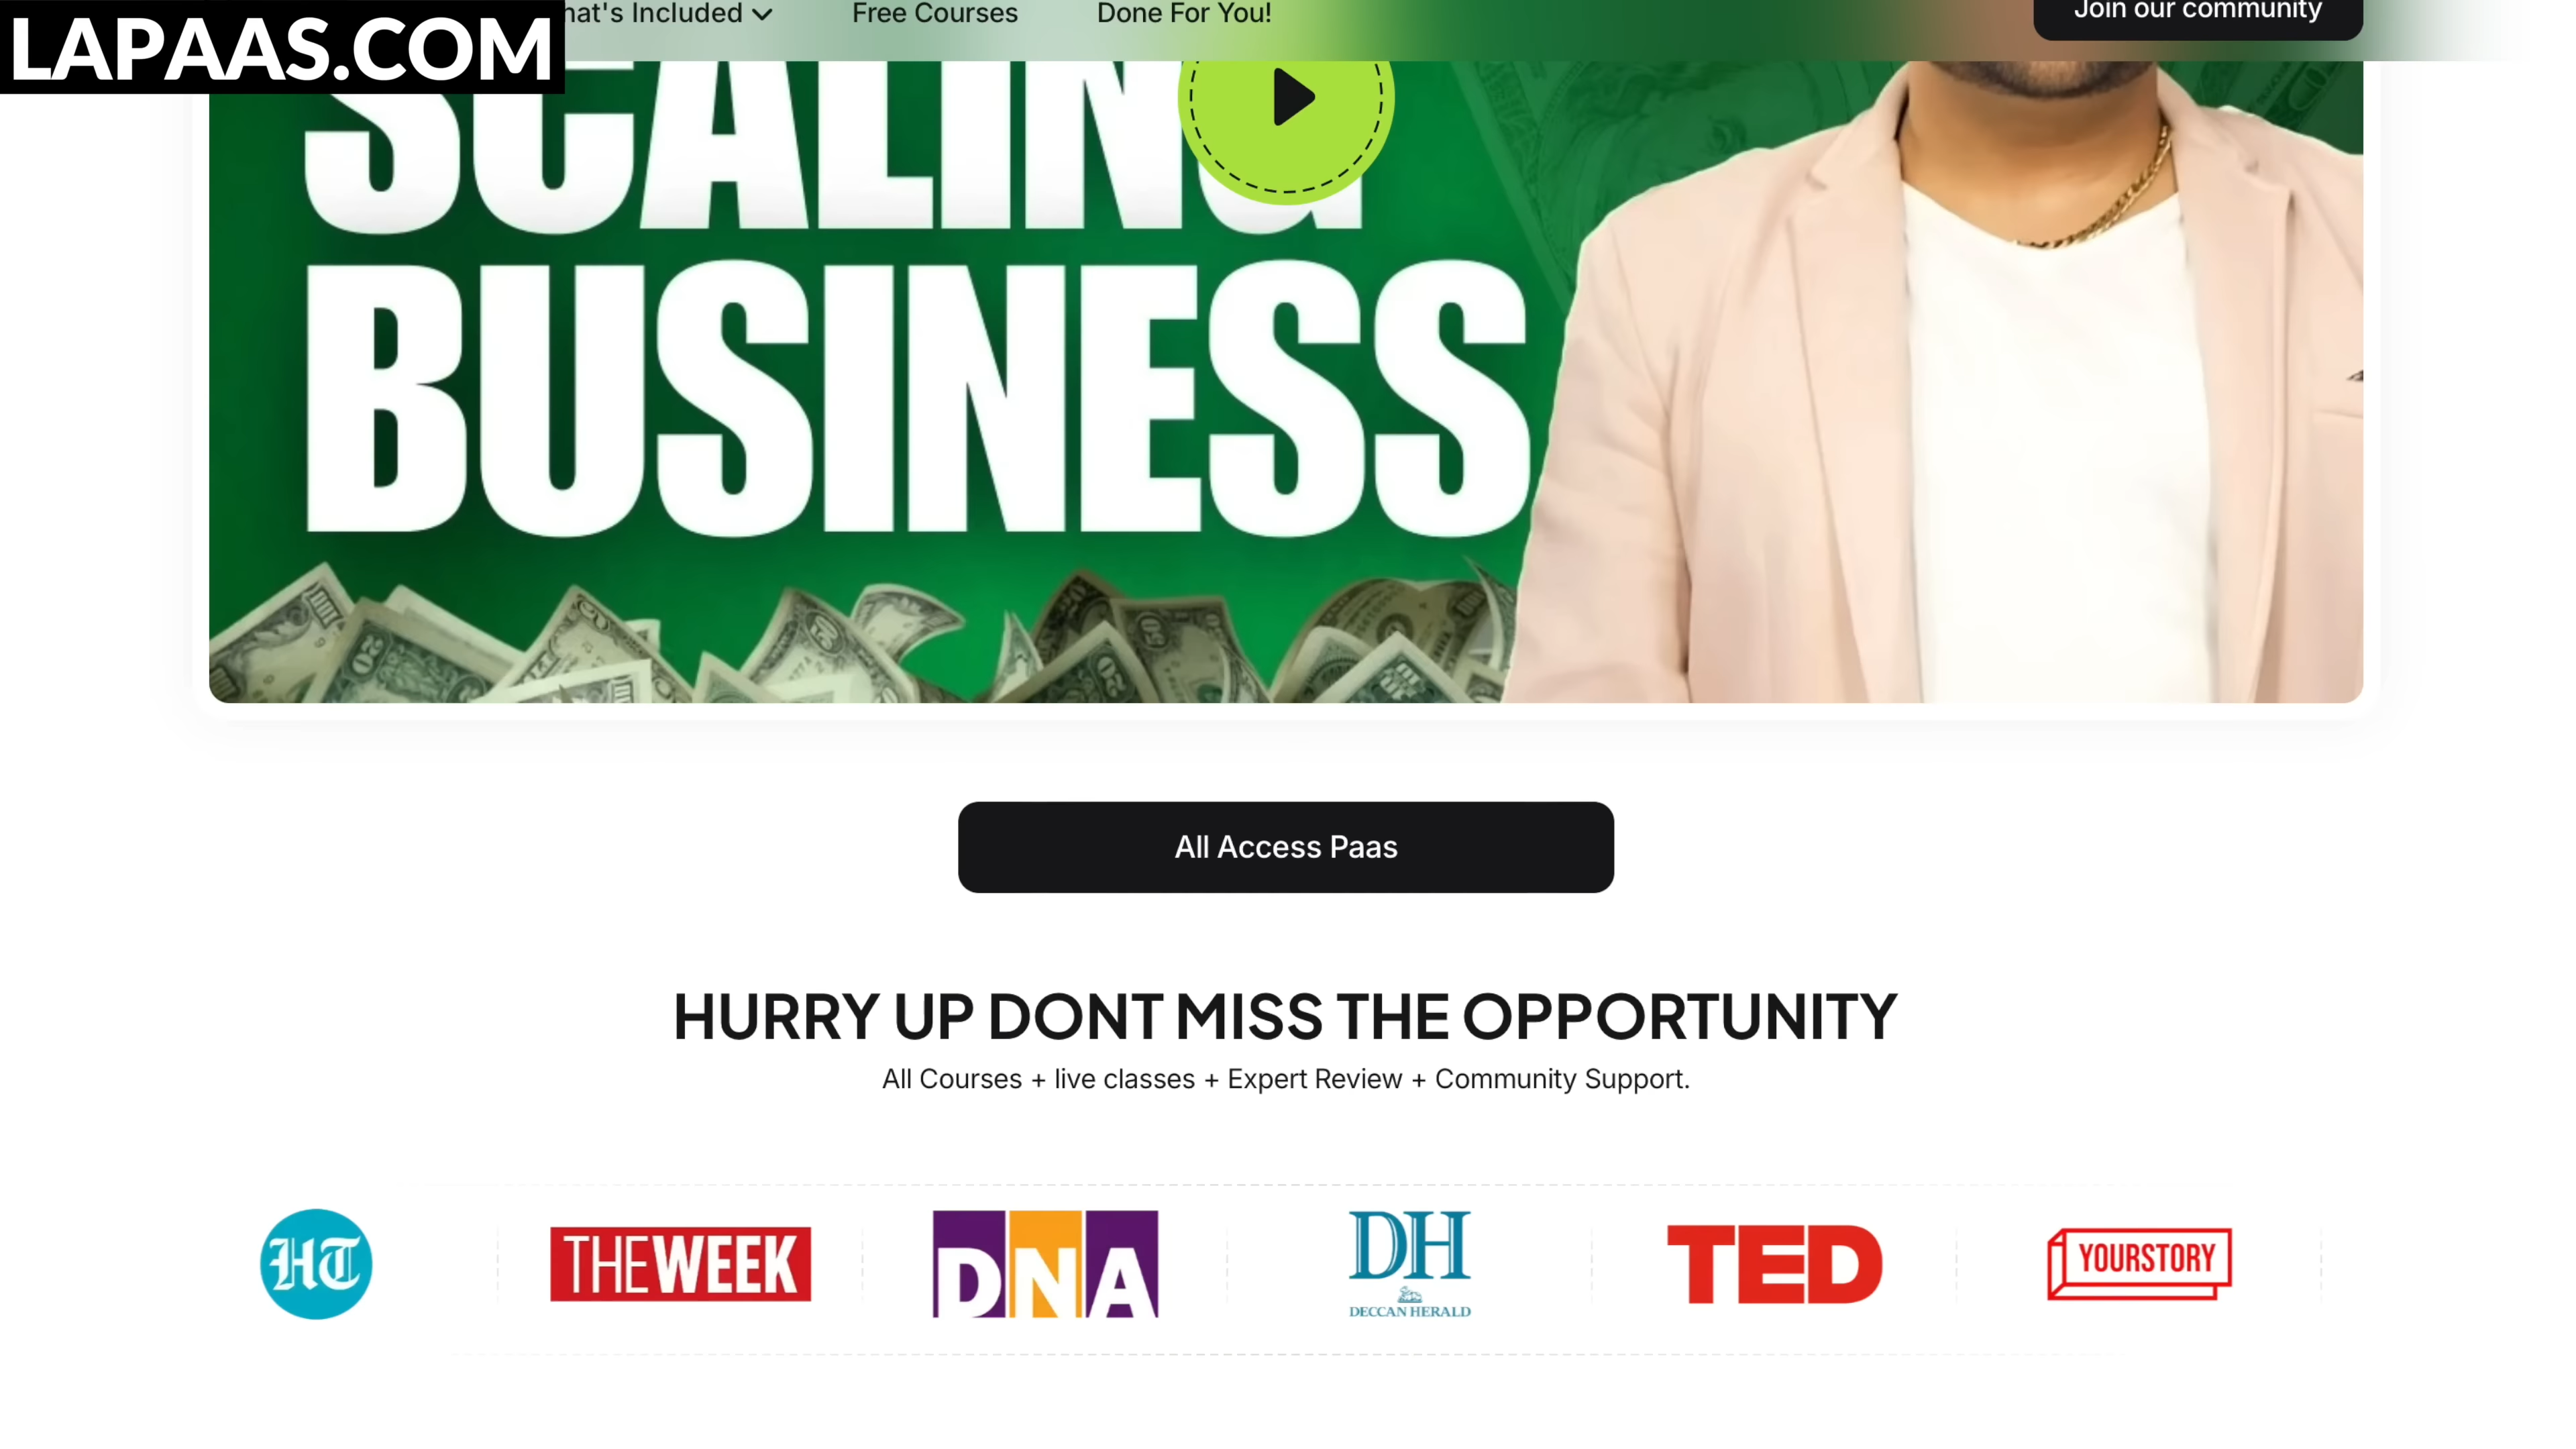 LAPAAS.COM
hat's Included
Free Courses
Done For You!
Join our community
SCALING
BUSINESS
All Access Paas
HURRY UP DONT MISS THE OPPORTUNITY
All Courses + live classes + Expert Review + Community Support.
HT
THEWEEK
DNA
DH
DECCAN HERALD
TED
YOURSTORY